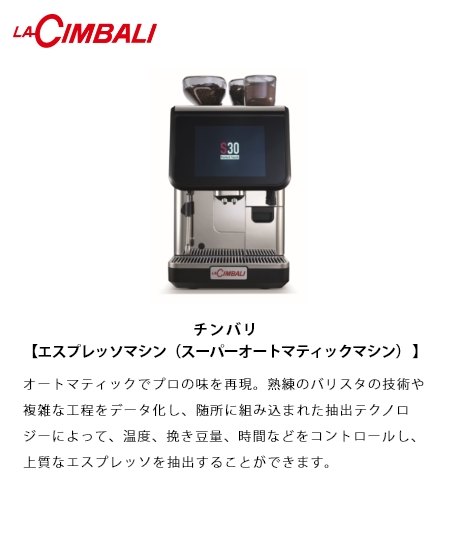 LA CIMBALI
S30
LA CIMBALI
チンバリ
【エスプレッソマシン（スーパーオートマティックマシン）】
オートマティックでプロの味を再現。熟練のバリスタの技術や
複雑な工程をデータ化し、随所に組み込まれた抽出テクノロ
ジーによって、温度、挽き豆量、時間などをコントロールし、
上質なエスプレッソを抽出することができます。